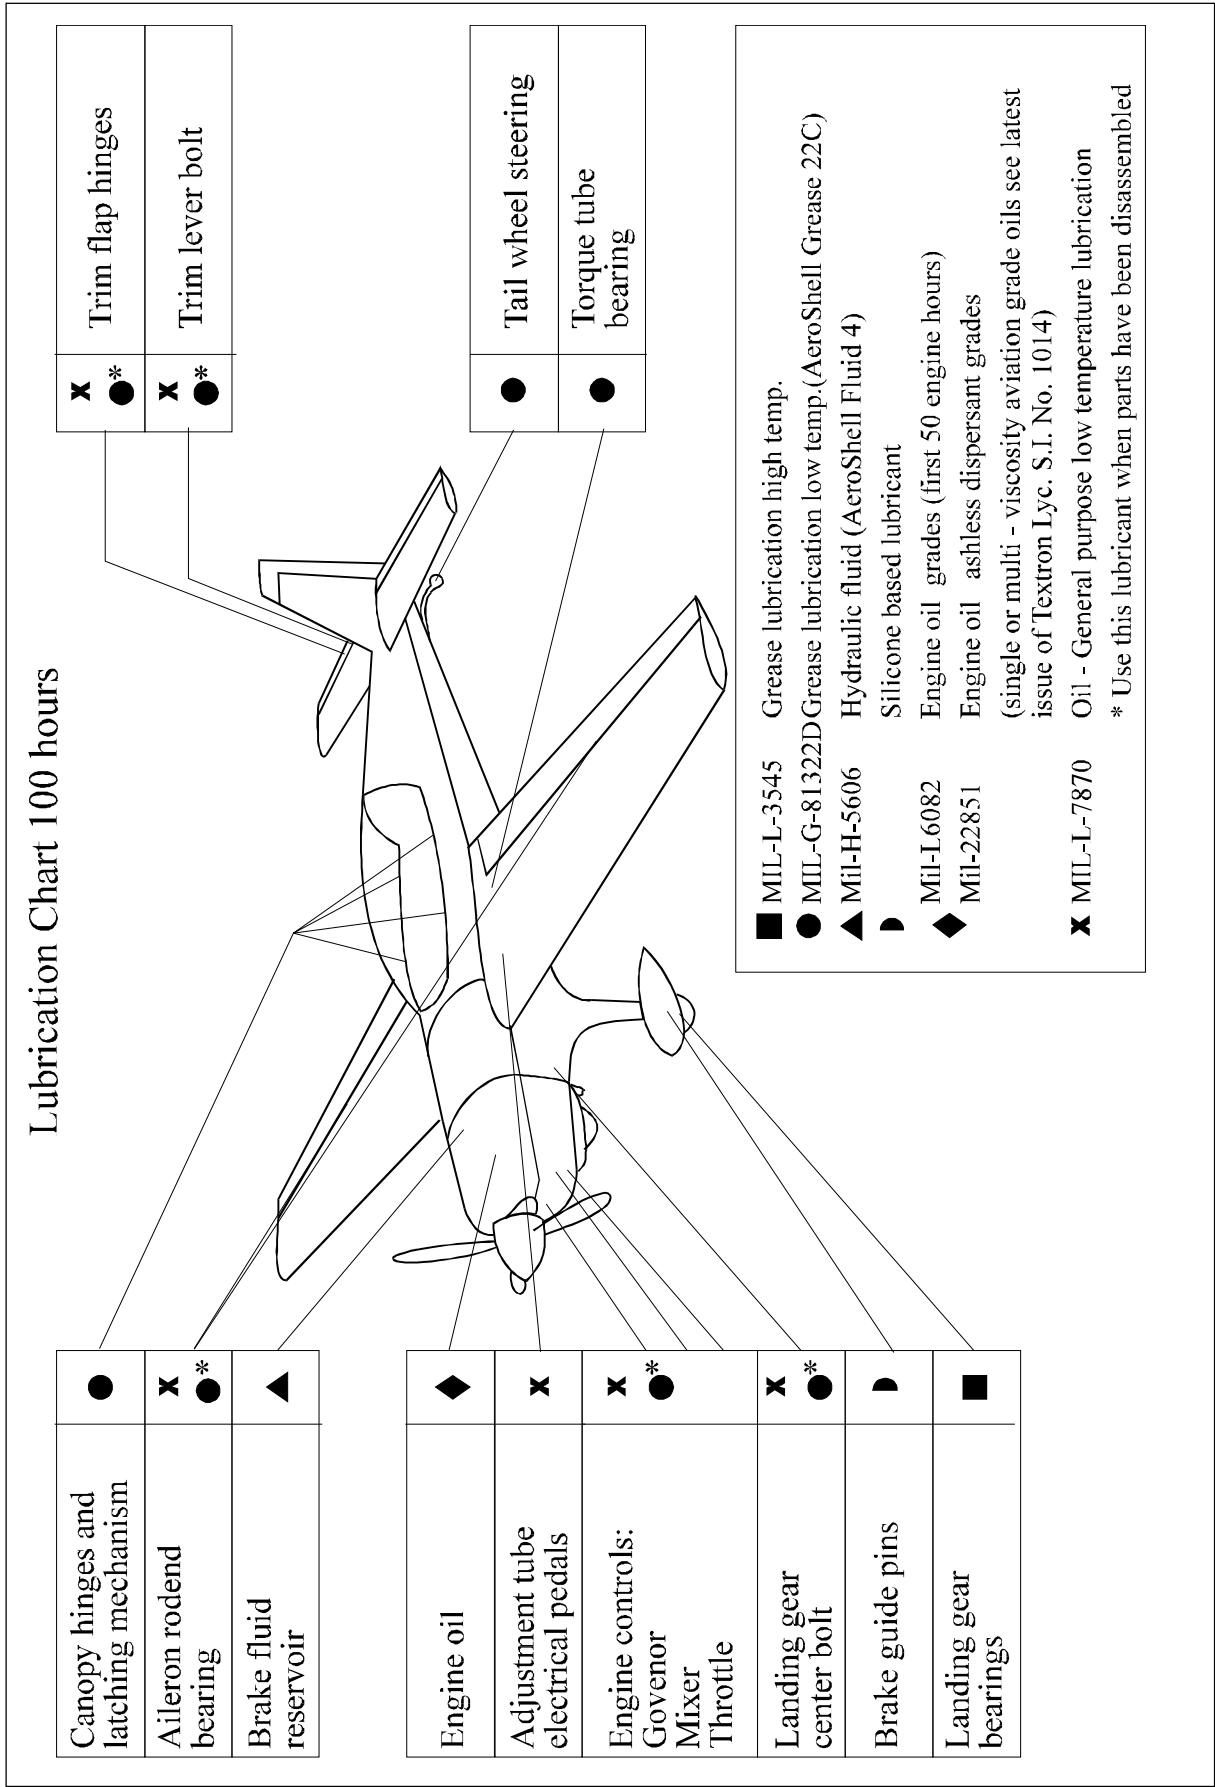 Lubrication Chart 100 hours
Canopy hinges and
latching mechanism
Aileron rodend
bearing
*
Brake fluid
reservoir
Engine oil
Adjustment tube
electrical pedals
Engine controls:
Govenor
Mixer
Throttle
*
Landing gear
center bolt
*
Brake guide pins
Landing gear
bearings
Trim flap hinges
*
Trim lever bolt
*
Tail wheel steering
Torque tube
bearing
MIL-L-3545 Grease lubrication high temp.
MIL-G-81322D Grease lubrication low temp.(AeroShell Grease 22C)
Mil-H-5606 Hydraulic fluid (AeroShell Fluid 4)
Silicone based lubricant
Mil-L6082 Engine oil grades (first 50 engine hours)
Mil-22851 Engine oil ashless dispersant grades
(single or multi - viscosity aviation grade oils see latest
issue of Textron Lyc. S.I. No. 1014)
MIL-L-7870 Oil - General purpose low temperature lubrication
* Use this lubricant when parts have been disassembled